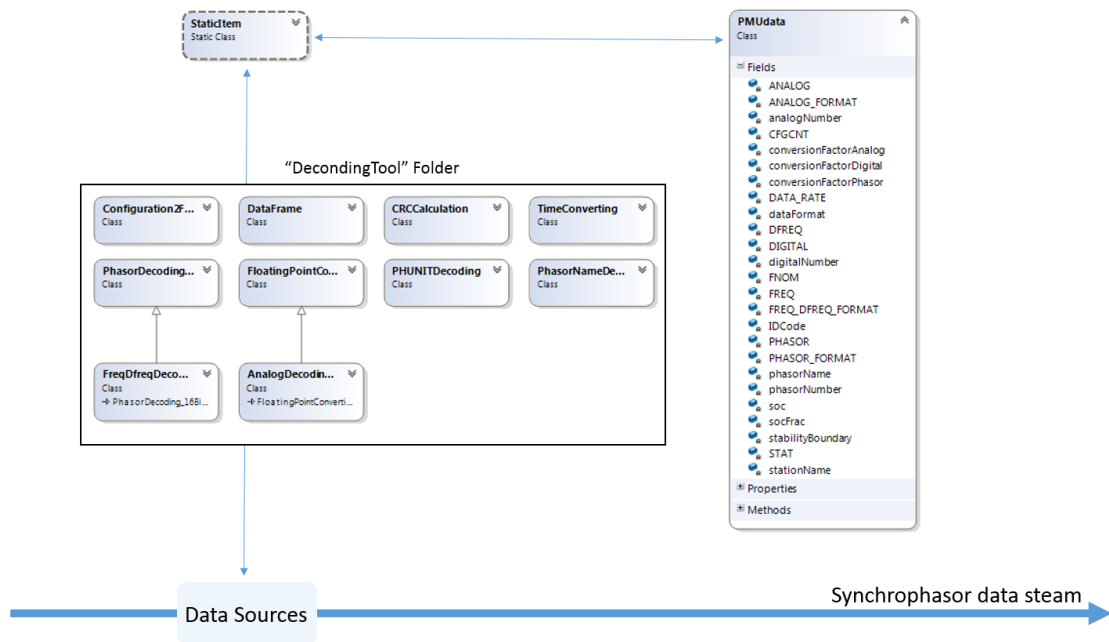 StaticItem
Static Class
PMUdata
Class
Fields
ANALOG
ANALOG_FORMAT
analogNumber
CFGCNT
conversionFactorAnalog
conversionFactorDigital
conversionFactorPhasor
DATA_RATE
dataFormat
DFREQ
DIGITAL
digitalNumber
FNOM
FREQ
FREQ_DFREQ_FORMAT
IDCode
PHASOR
PHASOR_FORMAT
phasorName
phasorNumber
soc
socFrac
stabilityBoundary
STAT
stationName
Properties
Methods
“DecondingTool” Folder
Configuration2F...
Class
DataFrame
Class
CRCCalculation
Class
TimeConverting
Class
PhasorDecoding...
Class
FloatingPointCo...
Class
PHUNITDecoding
Class
PhasorNameDe...
Class
FreqDfreqDeco...
Class
PhasorDecoding_16Bi...
AnalogDecodin...
Class
FloatingPointConverti...
Data Sources
Synchrophasor data steam